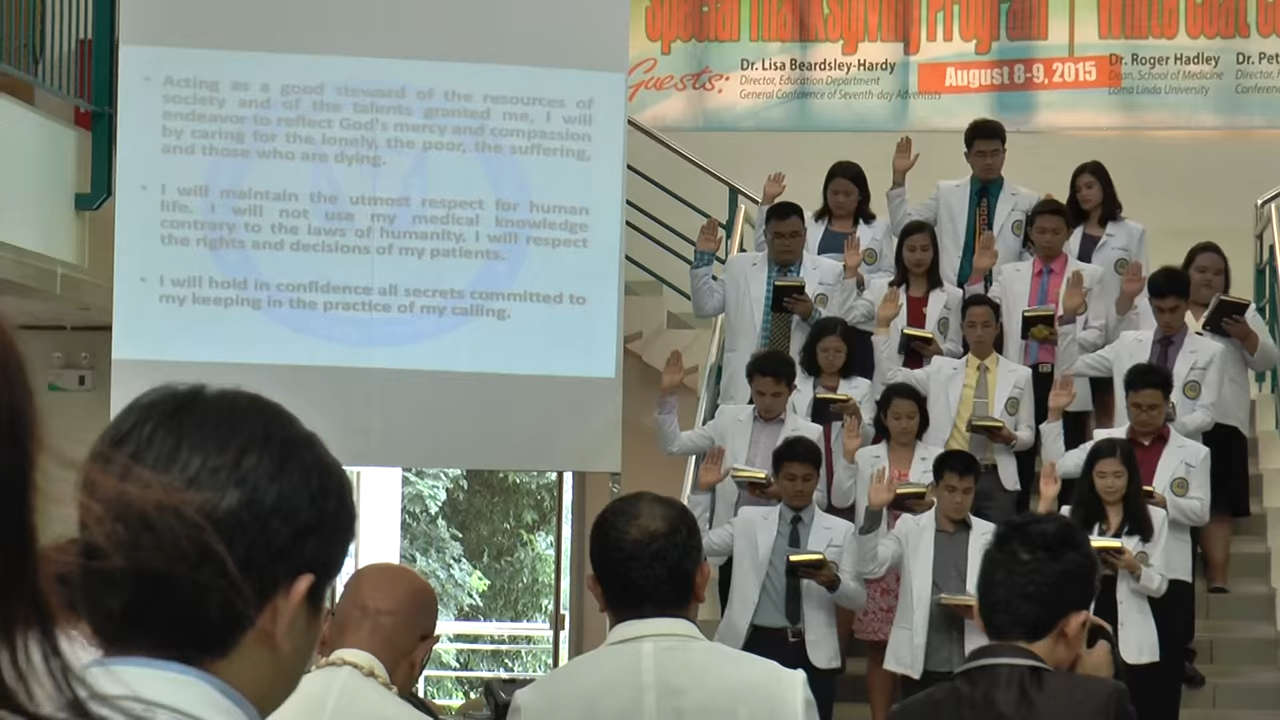 • Acting as a good steward of the resources of
society and of the talents granted me, I will
endeavor to reflect God's mercy and compassion
by caring for the lonely, the poor, the suffering,
and those who are dying.
• I will maintain the utmost respect for human
life. I will not use my medical knowledge
contrary to the laws of humanity. I will respect
the rights and decisions of my patients.
• I will hold in confidence all secrets committed to
my keeping in the practice of my calling.
Special Thanksgiving Program | White Coat
Guests:
Dr. Lisa Beardsley-Hardy
Director, Education Department
General Conference of Seventh-day Adventists
August 8-9, 2015
Dr. Roger Hadley
Dean, School of Medicine
Loma Linda University
Dr.